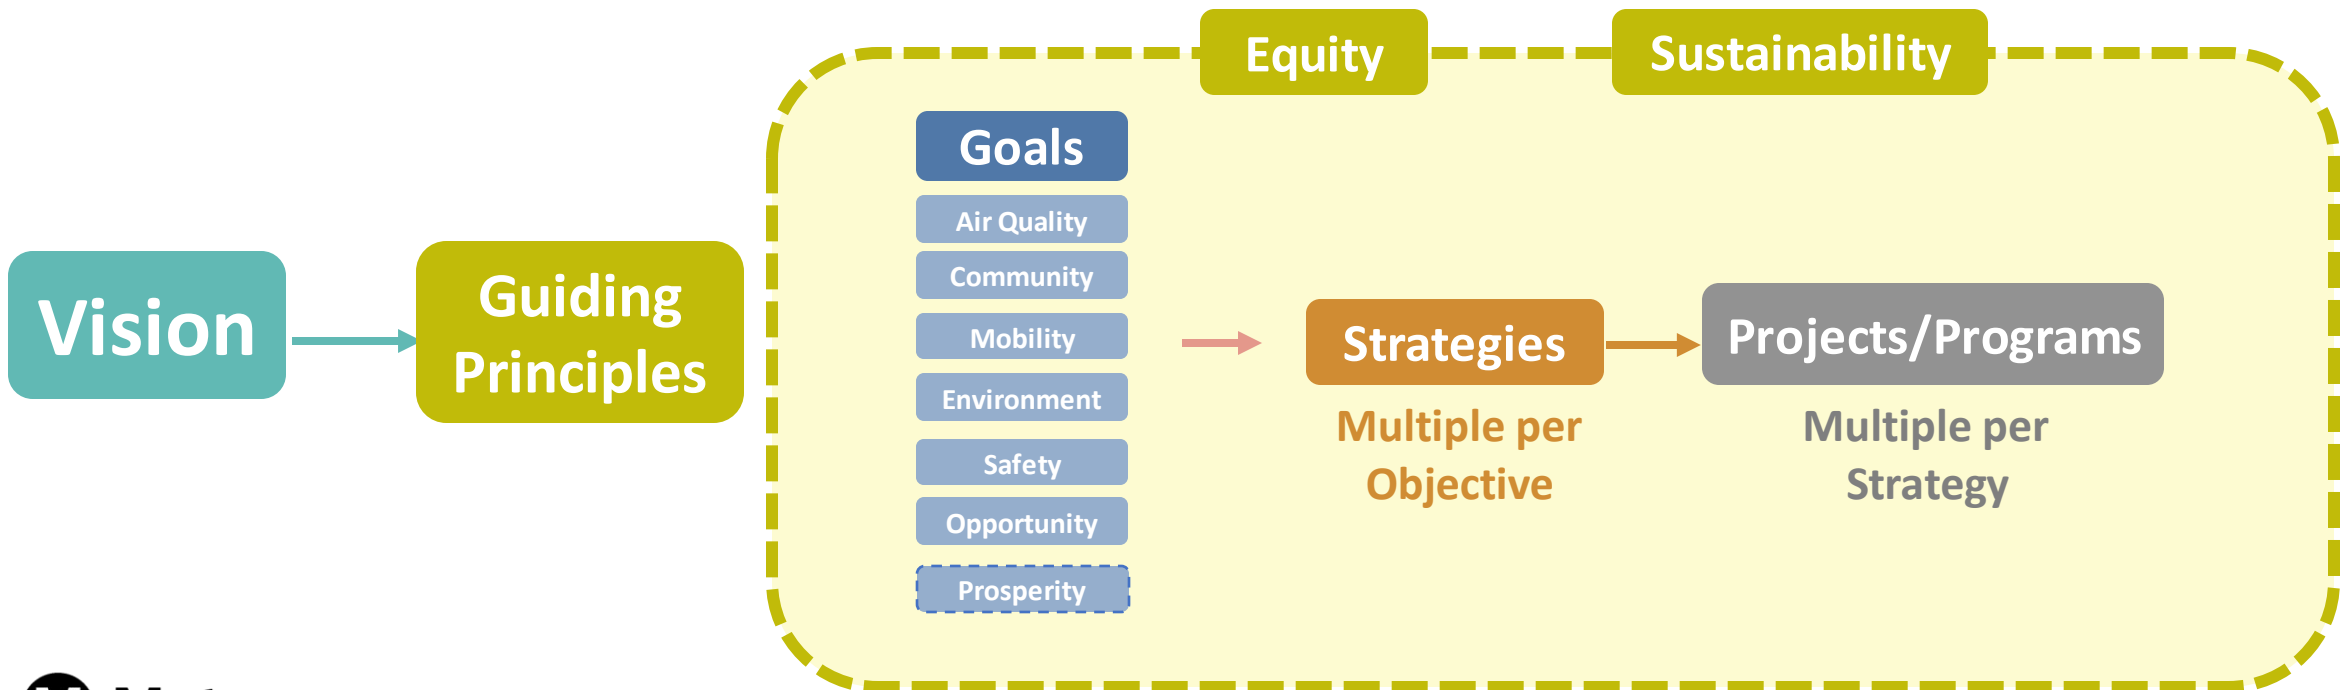 Equity
Sustainability
Goals
Air Quality
Community
Mobility
Environment
Safety
Opportunity
Prosperity
Vision
Guiding
Principles
Strategies
Multiple per
Objective
Projects/Programs
Multiple per
Strategy